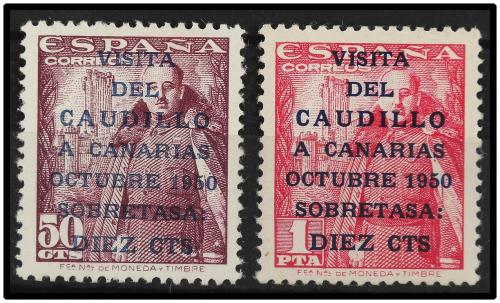 ESPAÑA
CORREOS
VISITA
DEL
CAUDILLO
A CANARIAS
OCTUBRE 1950
SOBRETASA:
DIEZ CTS
50
CTS
Fca Nal DE MONEDA Y TIMBRE
ESPAÑA
CORREOS
VISITA
DEL
CAUDILLO
A CANARIAS
OCTUBRE 1950
SOBRETASA:
DIEZ CTS
1
PTA
Fca Nal DE MONEDA Y TIMBRE